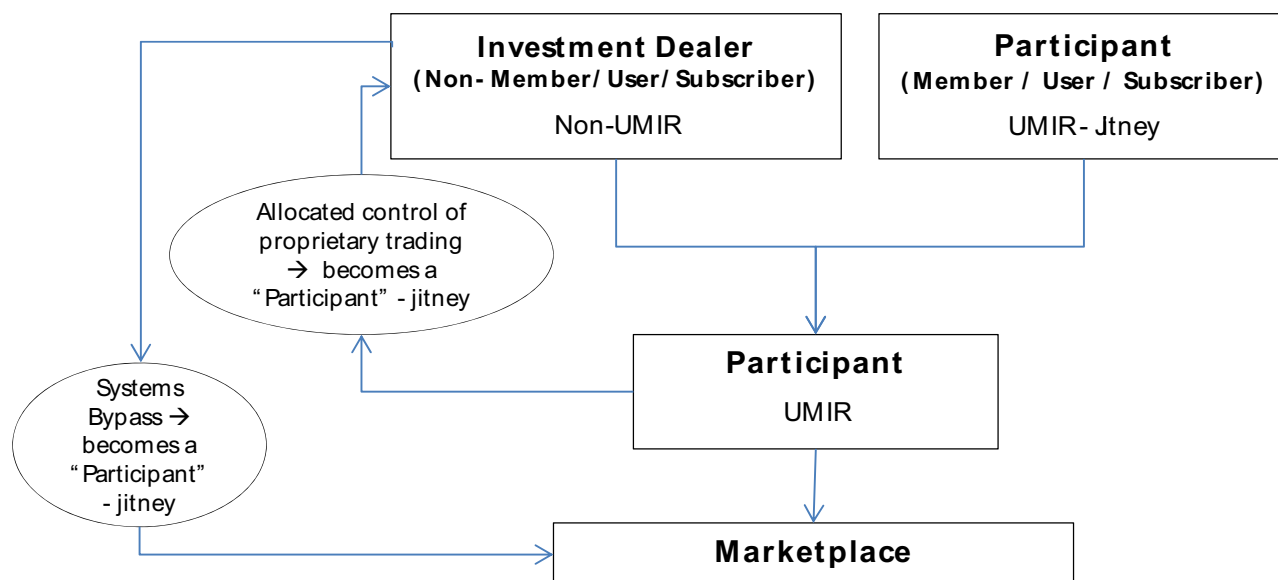 Investment Dealer
(Non- Member/ User/ Subscriber)
Non-UMIR
Participant
(Member / User / Subscriber)
UMIR- Jitney
Allocated control of
proprietary trading
→ becomes a
“Participant” - jitney
Participant
UMIR
Systems
Bypass →
becomes a
“Participant”
- jitney
Marketplace